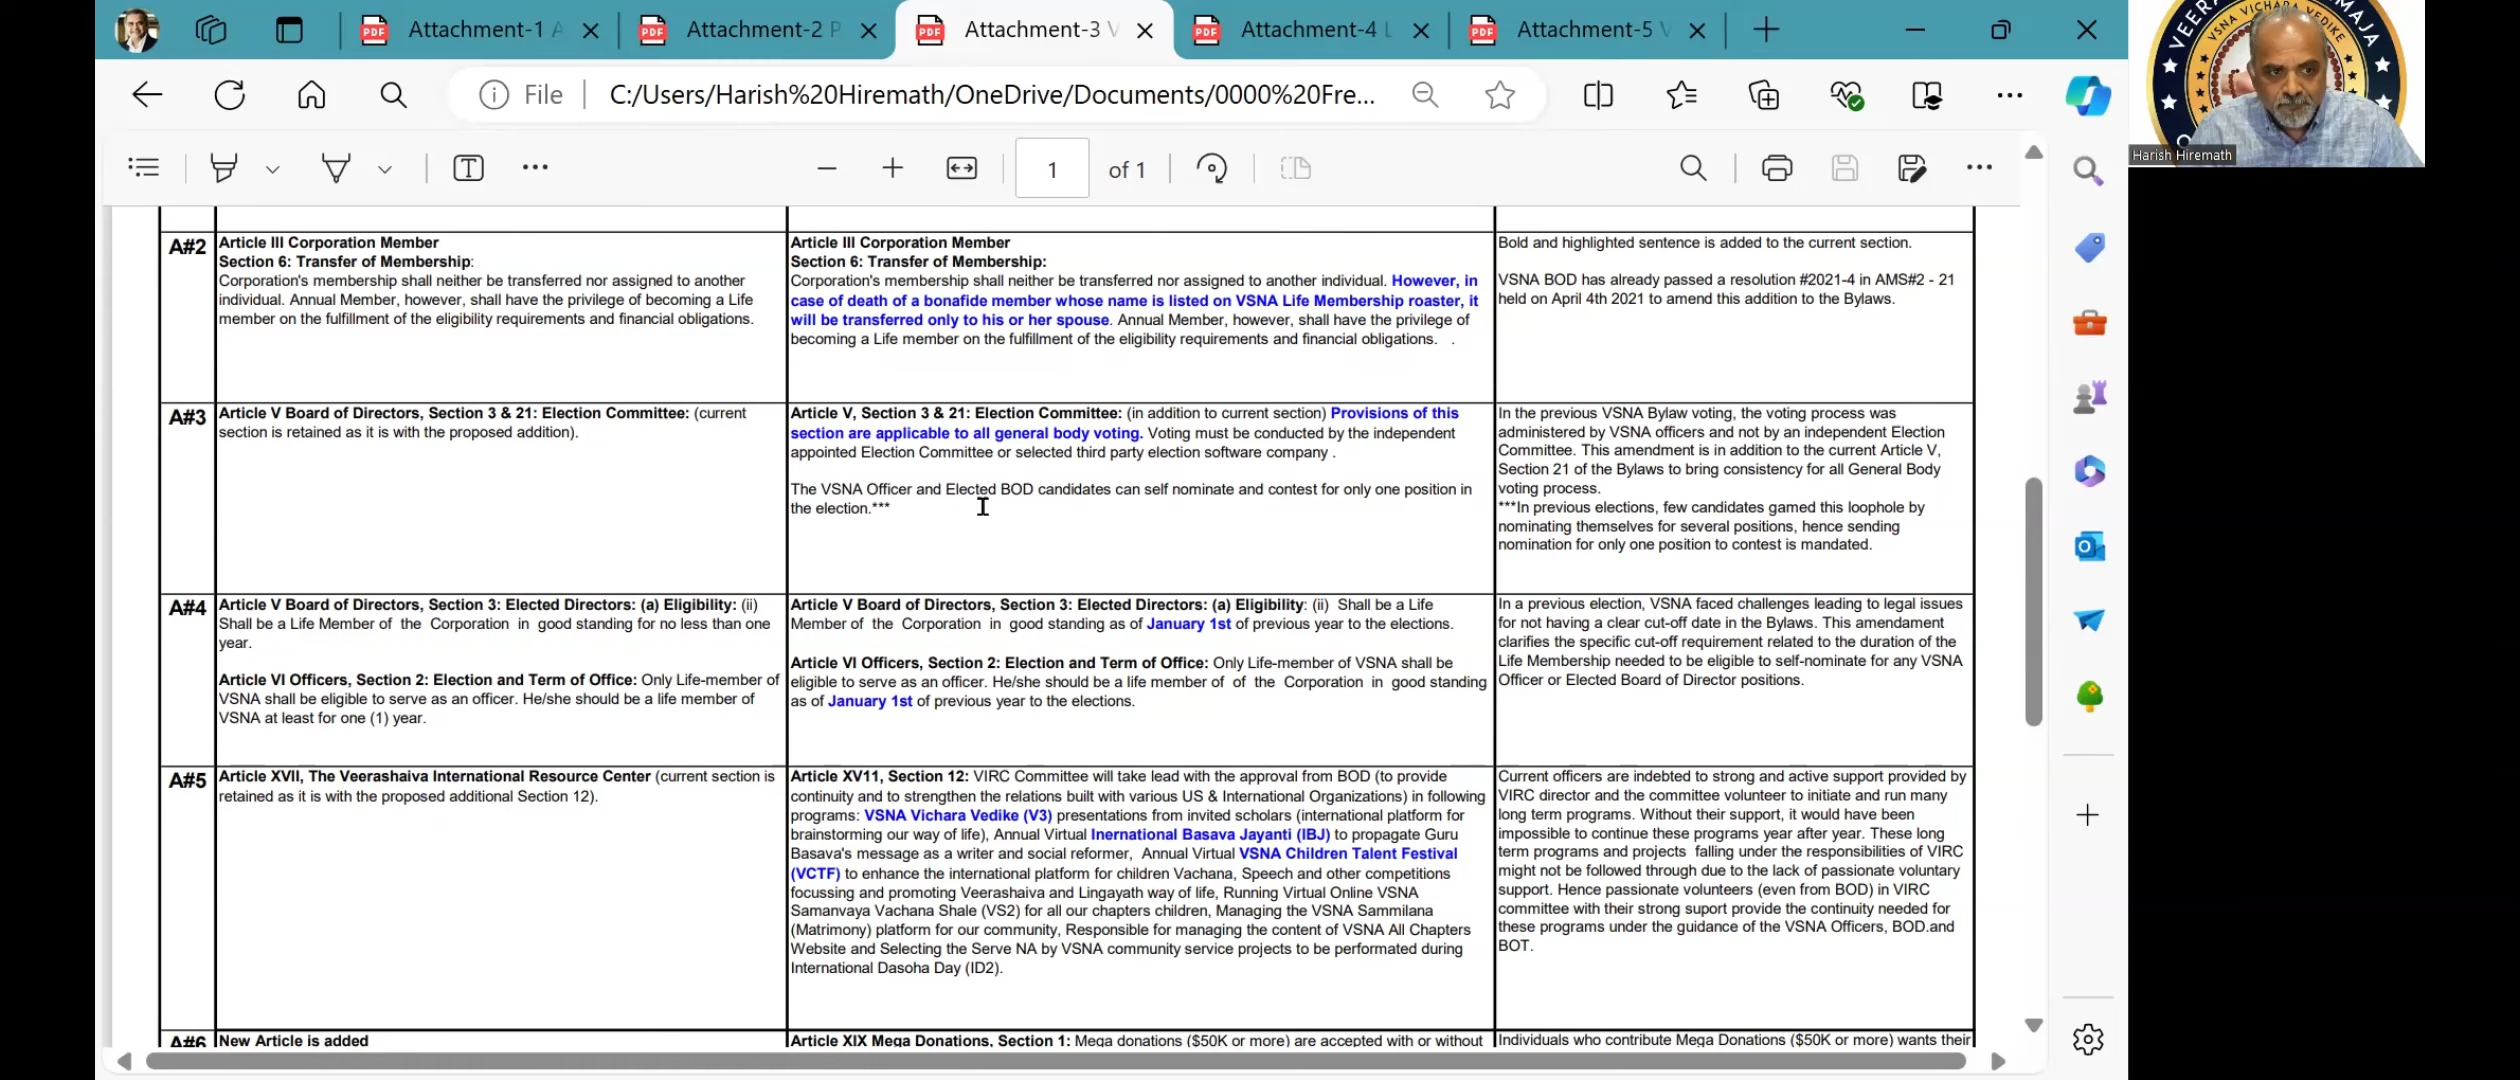 Attachment-1 A
Attachment-2 P
Attachment-3 V
Attachment-4 L
Attachment-5 V
File
C:/Users/Harish%20Hiremath/OneDrive/Documents/0000%20Fre...
1
of 1
VSNA VICHARA VEDIKE
Harish Hiremath
A#2
Article III Corporation Member
Section 6: Transfer of Membership:
Corporation's membership shall neither be transferred nor assigned to another
individual. Annual Member, however, shall have the privilege of becoming a Life
member on the fulfillment of the eligibility requirements and financial obligations.
Article III Corporation Member
Section 6: Transfer of Membership:
Corporation's membership shall neither be transferred nor assigned to another individual. However, in
case of death of a bonafide member whose name is listed on VSNA Life Membership roaster, it
will be transferred only to his or her spouse. Annual Member, however, shall have the privilege of
becoming a Life member on the fulfillment of the eligibility requirements and financial obligations. .
Bold and highlighted sentence is added to the current section.
VSNA BOD has already passed a resolution #2021-4 in AMS#2 - 21
held on April 4th 2021 to amend this addition to the Bylaws.
A#3
Article V Board of Directors, Section 3 & 21: Election Committee: (current
section is retained as it is with the proposed addition).
Article V, Section 3 & 21: Election Committee: (in addition to current section) Provisions of this
section are applicable to all general body voting. Voting must be conducted by the independent
appointed Election Committee or selected third party election software company .
The VSNA Officer and Elected BOD candidates can self nominate and contest for only one position in
the election.***
In the previous VSNA Bylaw voting, the voting process was
administered by VSNA officers and not by an independent Election
Committee. This amendment is in addition to the current Article V,
Section 21 of the Bylaws to bring consistency for all General Body
voting process.
***In previous elections, few candidates gamed this loophole by
nominating themselves for several positions, hence sending
nomination for only one position to contest is mandated.
A#4
Article V Board of Directors, Section 3: Elected Directors: (a) Eligibility: (ii)
Shall be a Life Member of the Corporation in good standing for no less than one
year.
Article VI Officers, Section 2: Election and Term of Office: Only Life-member of
VSNA shall be eligible to serve as an officer. He/she should be a life member of
VSNA at least for one (1) year.
Article V Board of Directors, Section 3: Elected Directors: (a) Eligibility: (ii) Shall be a Life
Member of the Corporation in good standing as of January 1st of previous year to the elections.
Article VI Officers, Section 2: Election and Term of Office: Only Life-member of VSNA shall be
eligible to serve as an officer. He/she should be a life member of of the Corporation in good standing
as of January 1st of previous year to the elections.
In a previous election, VSNA faced challenges leading to legal issues
for not having a clear cut-off date in the Bylaws. This amendament
clarifies the specific cut-off requirement related to the duration of the
Life Membership needed to be eligible to self-nominate for any VSNA
Officer or Elected Board of Director positions.
A#5
Article XVII, The Veerashaiva International Resource Center (current section is
retained as it is with the proposed additional Section 12).
Article XV11, Section 12: VIRC Committee will take lead with the approval from BOD (to provide
continuity and to strengthen the relations built with various US & International Organizations) in following
programs: VSNA Vichara Vedike (V3) presentations from invited scholars (international platform for
brainstorming our way of life), Annual Virtual Inernational Basava Jayanti (IBJ) to propagate Guru
Basava's message as a writer and social reformer, Annual Virtual VSNA Children Talent Festival
(VCTF) to enhance the international platform for children Vachana, Speech and other competitions
focussing and promoting Veerashaiva and Lingayath way of life, Running Virtual Online VSNA
Samanvaya Vachana Shale (VS2) for all our chapters children, Managing the VSNA Sammilana
(Matrimony) platform for our community, Responsible for managing the content of VSNA All Chapters
Website and Selecting the Serve NA by VSNA community service projects to be performated during
International Dasoha Day (ID2).
Current officers are indebted to strong and active support provided by
VIRC director and the committee volunteer to initiate and run many
long term programs. Without their support, it would have been
impossible to continue these programs year after year. These long
term programs and projects falling under the responsibilities of VIRC
might not be followed through due to the lack of passionate voluntary
support. Hence passionate volunteers (even from BOD) in VIRC
committee with their strong suport provide the continuity needed for
these programs under the guidance of the VSNA Officers, BOD.and
BOT.
A#6
New Article is added
Article XIX Mega Donations, Section 1: Mega donations ($50K or more) are accepted with or without
Individuals who contribute Mega Donations ($50K or more) wants their